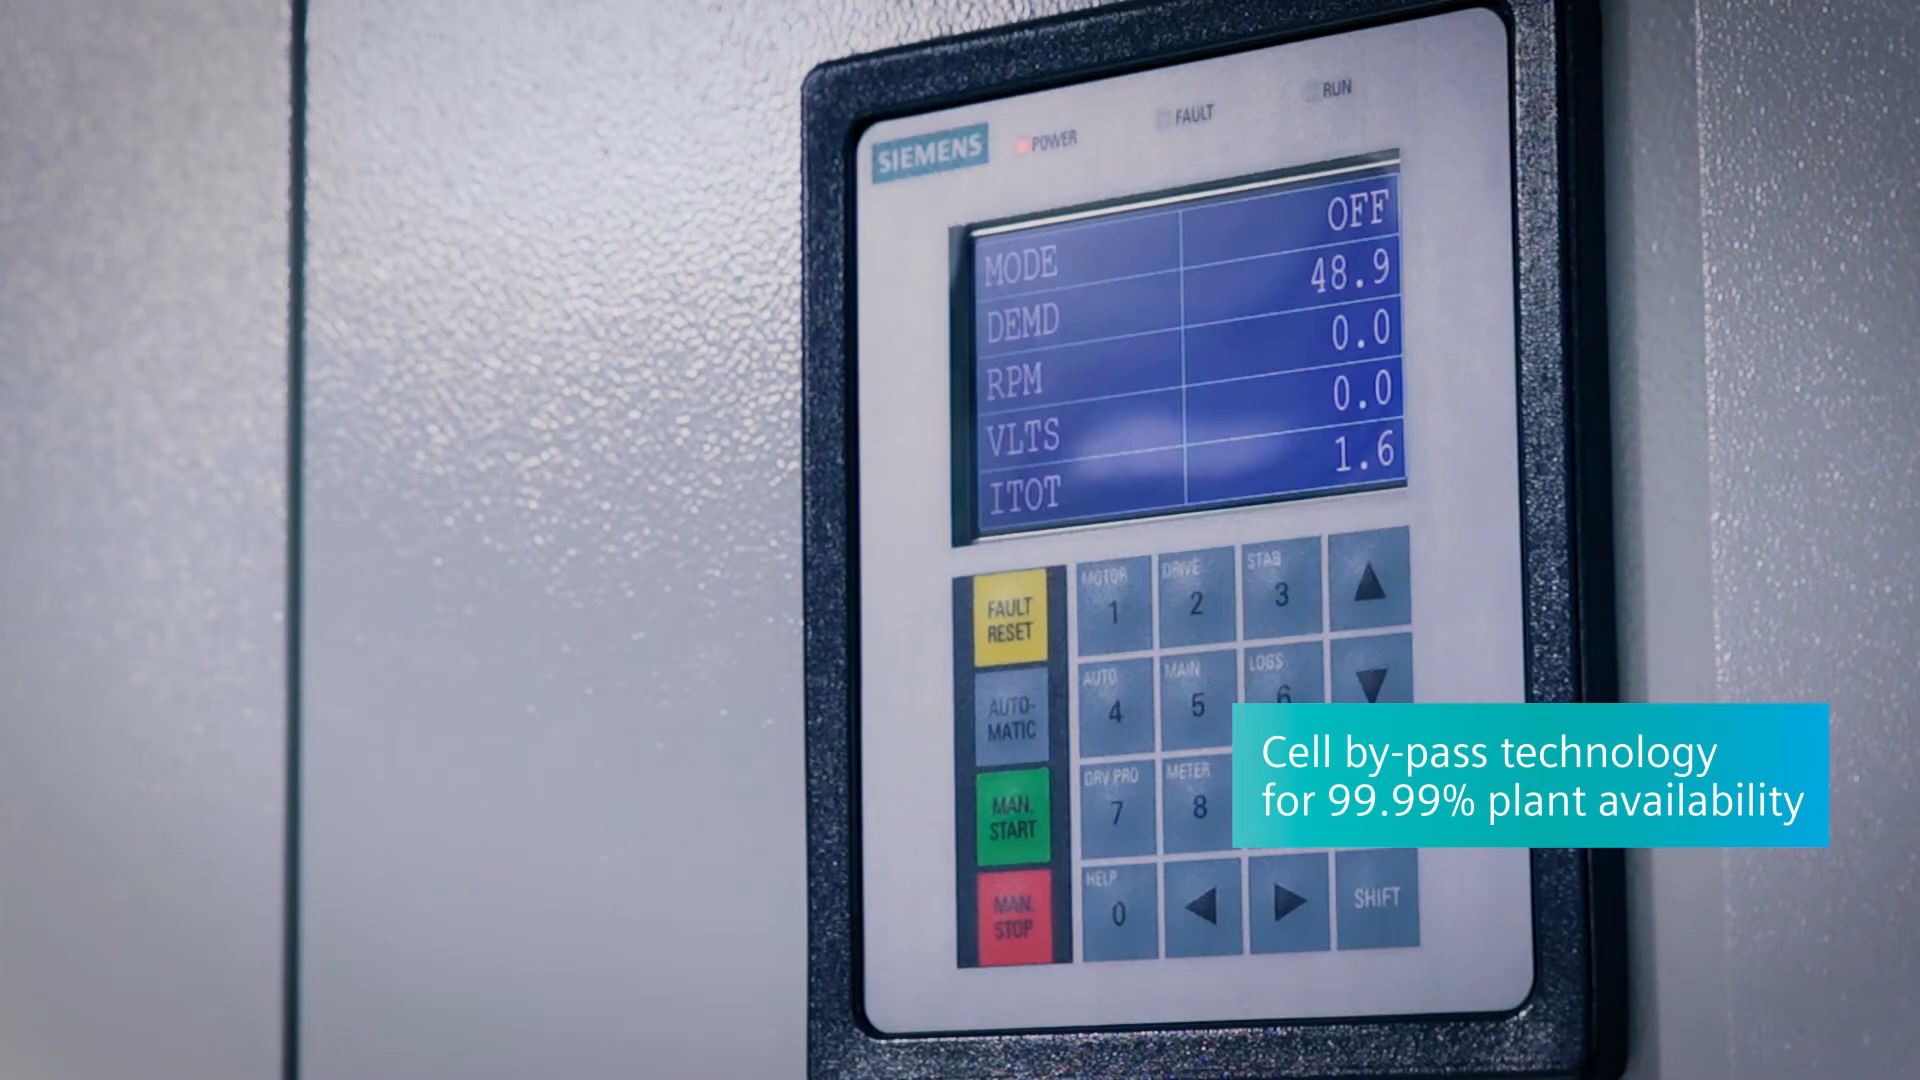 SIEMENS
POWER
FAULT
RUN
MODE OFF
DEMD 48.9
RPM 0.0
VLTS 0.0
ITOT 1.6
FAULT
RESET
AUTO-
MATIC
MAN.
START
MAN.
STOP
MOTOR
1
DRIVE
2
STAB
3
AUTO
4
MAIN
5
LOGS
6
DRV PRO
7
METER
8
HELP
0
SHIFT
Cell by-pass technology
for 99.99% plant availability